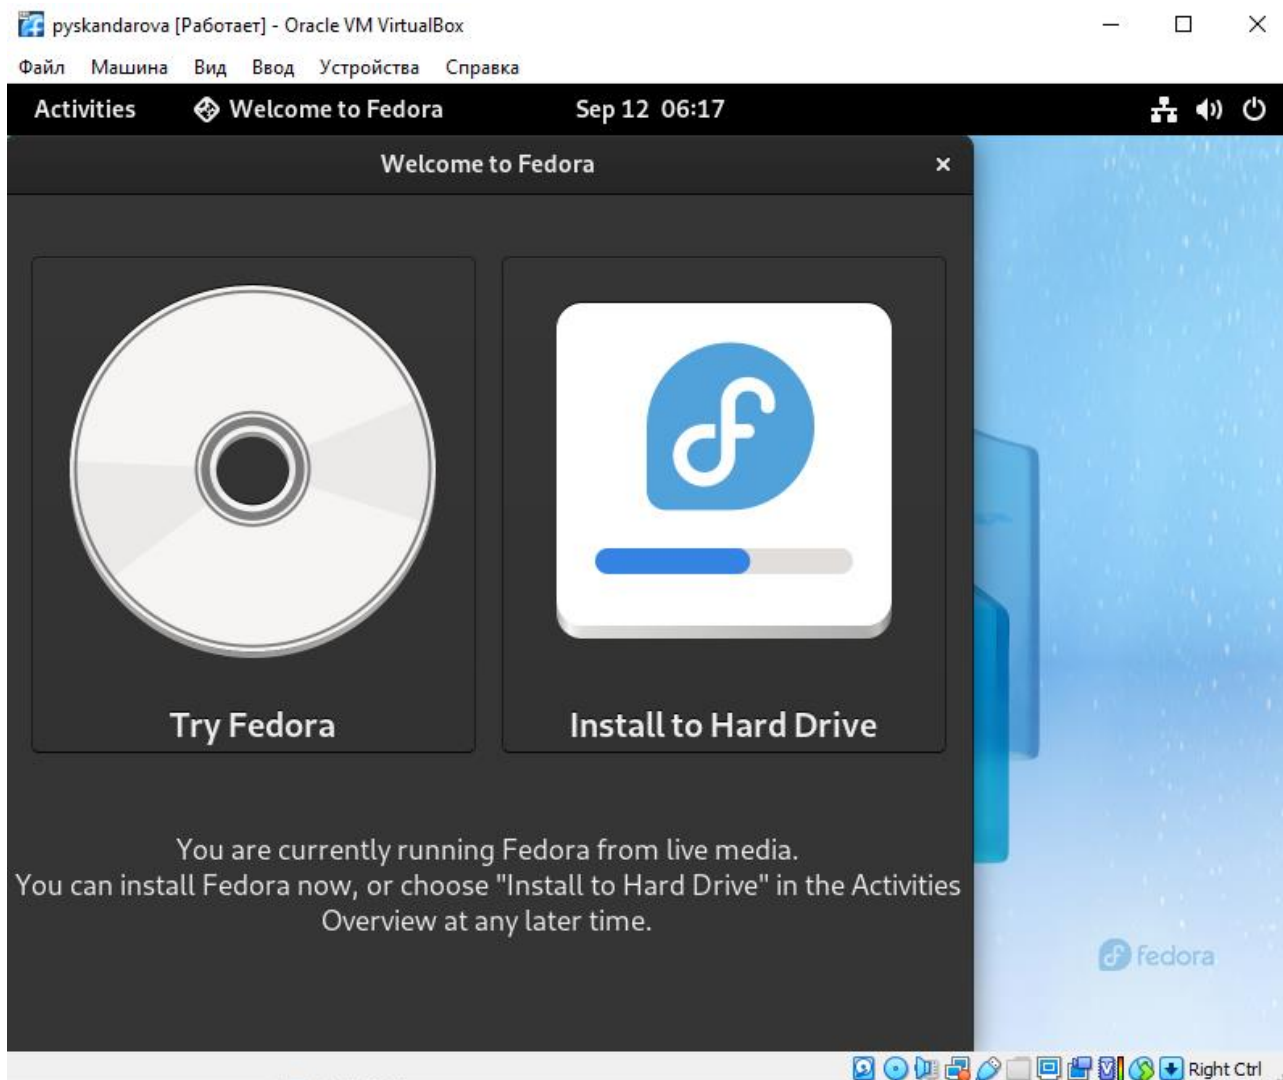 pyskandarova [Работает] - Oracle VM VirtualBox
Файл Машина Вид Ввод Устройства Справка
Activities Welcome to Fedora Sep 12 06:17
Welcome to Fedora
Try Fedora Install to Hard Drive
You are currently running Fedora from live media.
You can install Fedora now, or choose "Install to Hard Drive" in the Activities
Overview at any later time.
fedora
Right Ctrl